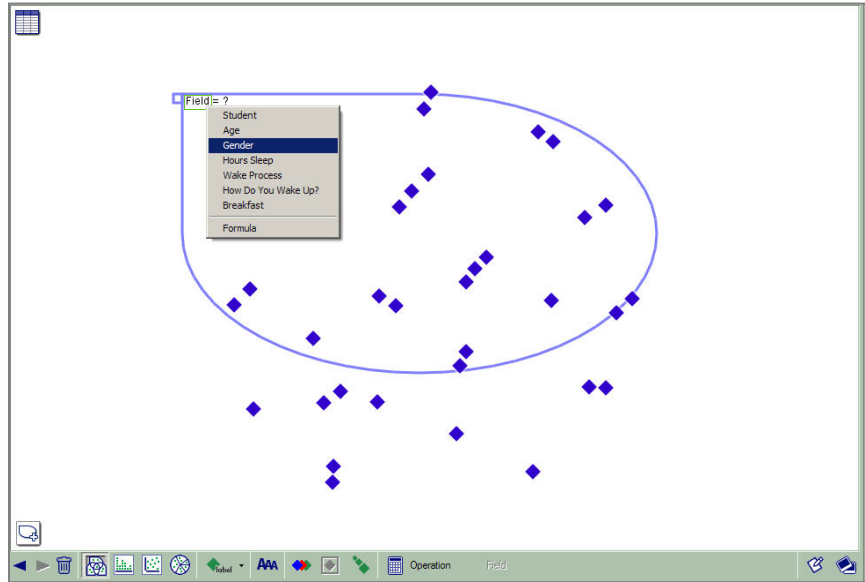 Field = ?
Student
Age
Gender
Hours Sleep
Wake Process
How Do You Wake Up?
Breakfast
Formula
label AAA Operation Field